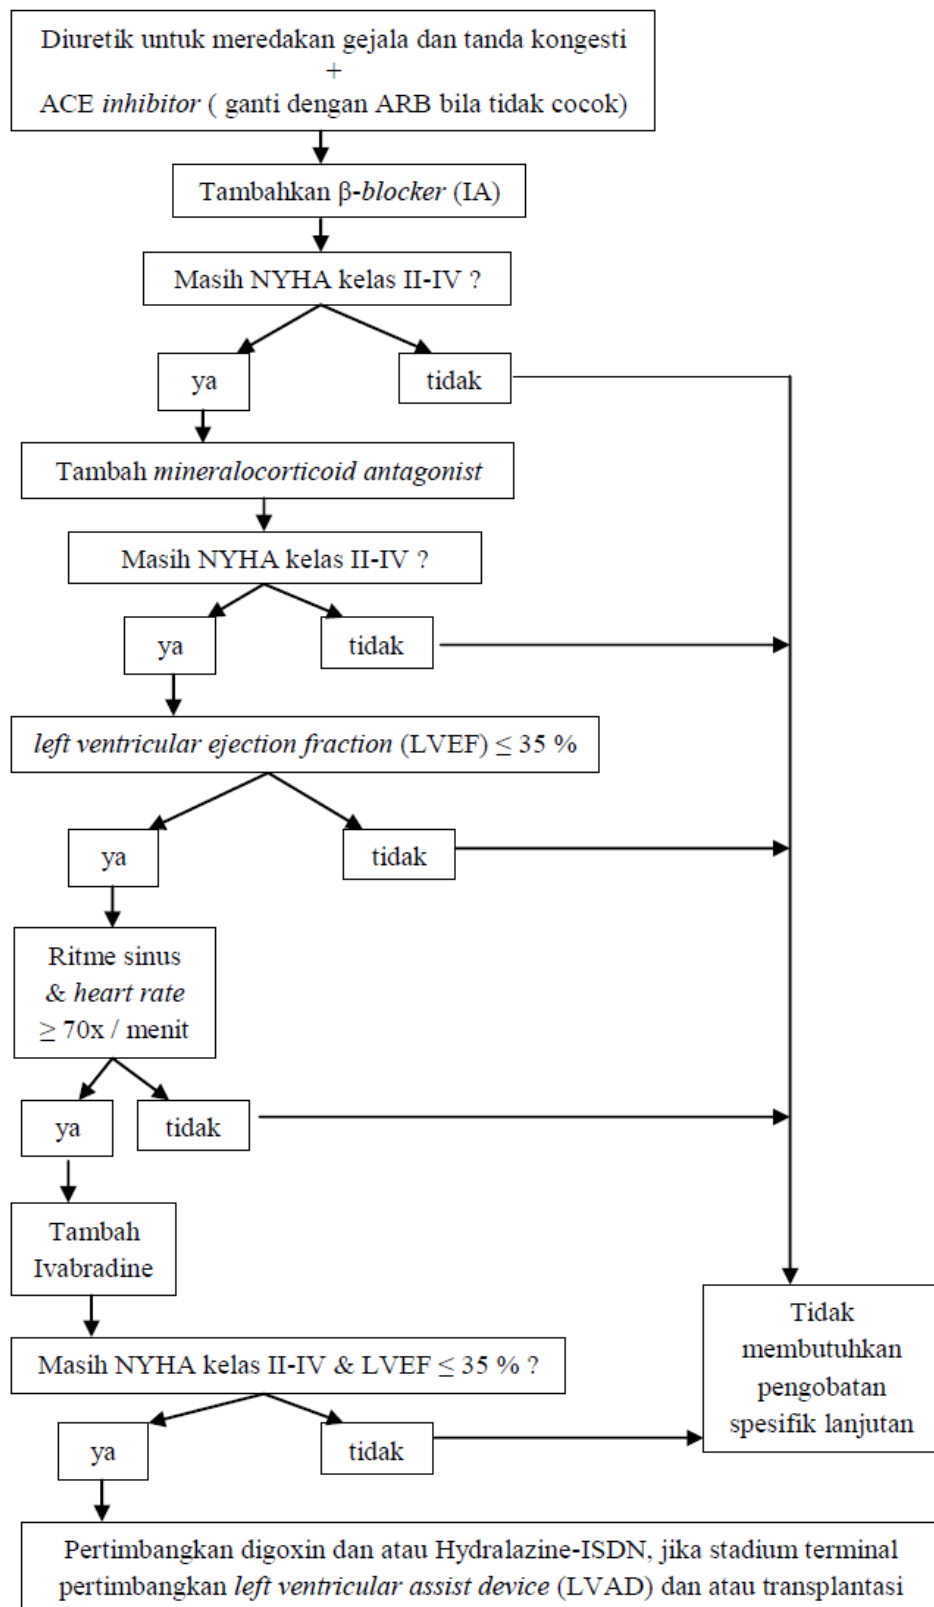 Diuretik untuk meredakan gejala dan tanda kongesti
+
ACE inhibitor ( ganti dengan ARB bila tidak cocok)
Tambahkan β-blocker (IA)
Masih NYHA kelas II-IV ?
ya
tidak
Tambah mineralocorticoid antagonist
Masih NYHA kelas II-IV ?
ya
tidak
left ventricular ejection fraction (LVEF) ≤ 35 %
ya
tidak
Ritme sinus
& heart rate
≥ 70x / menit
ya
tidak
Tambah
Ivabradine
Masih NYHA kelas II-IV & LVEF ≤ 35 % ?
ya
tidak
Tidak
membutuhkan
pengobatan
spesifik lanjutan
Pertimbangkan digoxin dan atau Hydralazine-ISDN, jika stadium terminal
pertimbangkan left ventricular assist device (LVAD) dan atau transplantasi